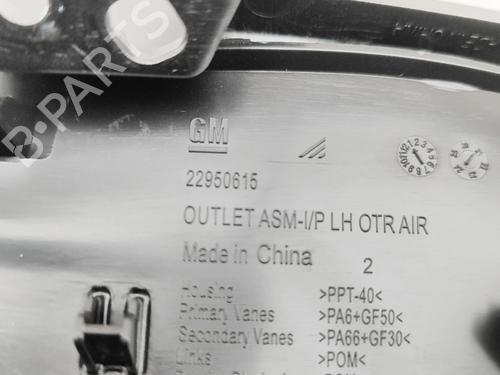 B-PARTS
GM
22950615
OUTLET ASM-I/P LH OTR AIR
Made in China 2
Housing >PPT-40<
Primary Vanes >PA6+GF50<
Secondary Vanes >PA66+GF30<
Links >POM<